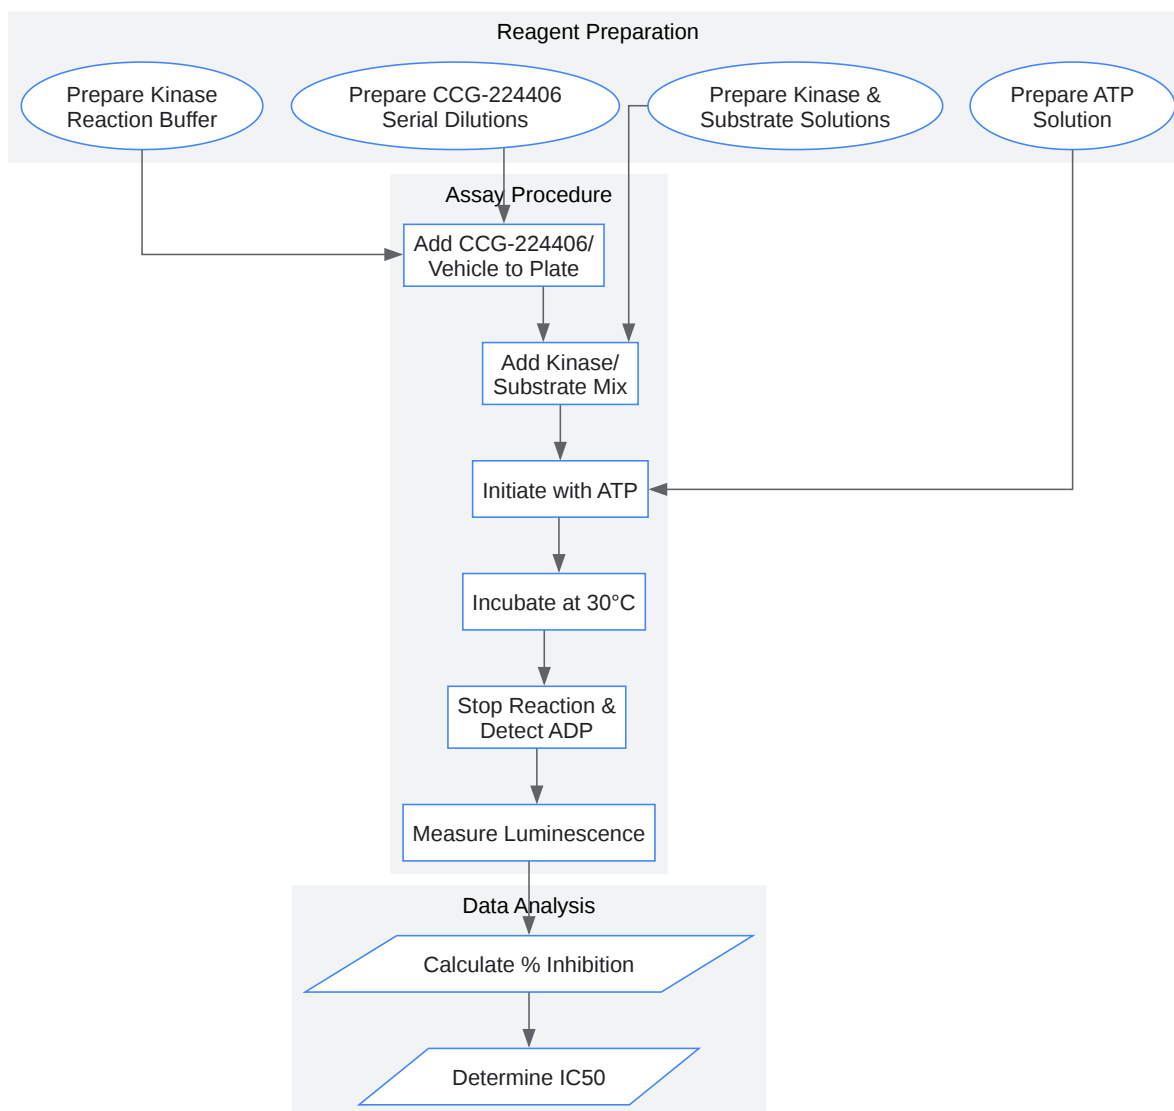 Reagent Preparation
Prepare Kinase
Reaction Buffer
Prepare CCG-224406
Serial Dilutions
Prepare Kinase &
Substrate Solutions
Prepare ATP
Solution
Assay Procedure
Add CCG-224406/
Vehicle to Plate
Add Kinase/
Substrate Mix
Initiate with ATP
Incubate at 30°C
Stop Reaction &
Detect ADP
Measure Luminescence
Data Analysis
Calculate % Inhibition
Determine IC50